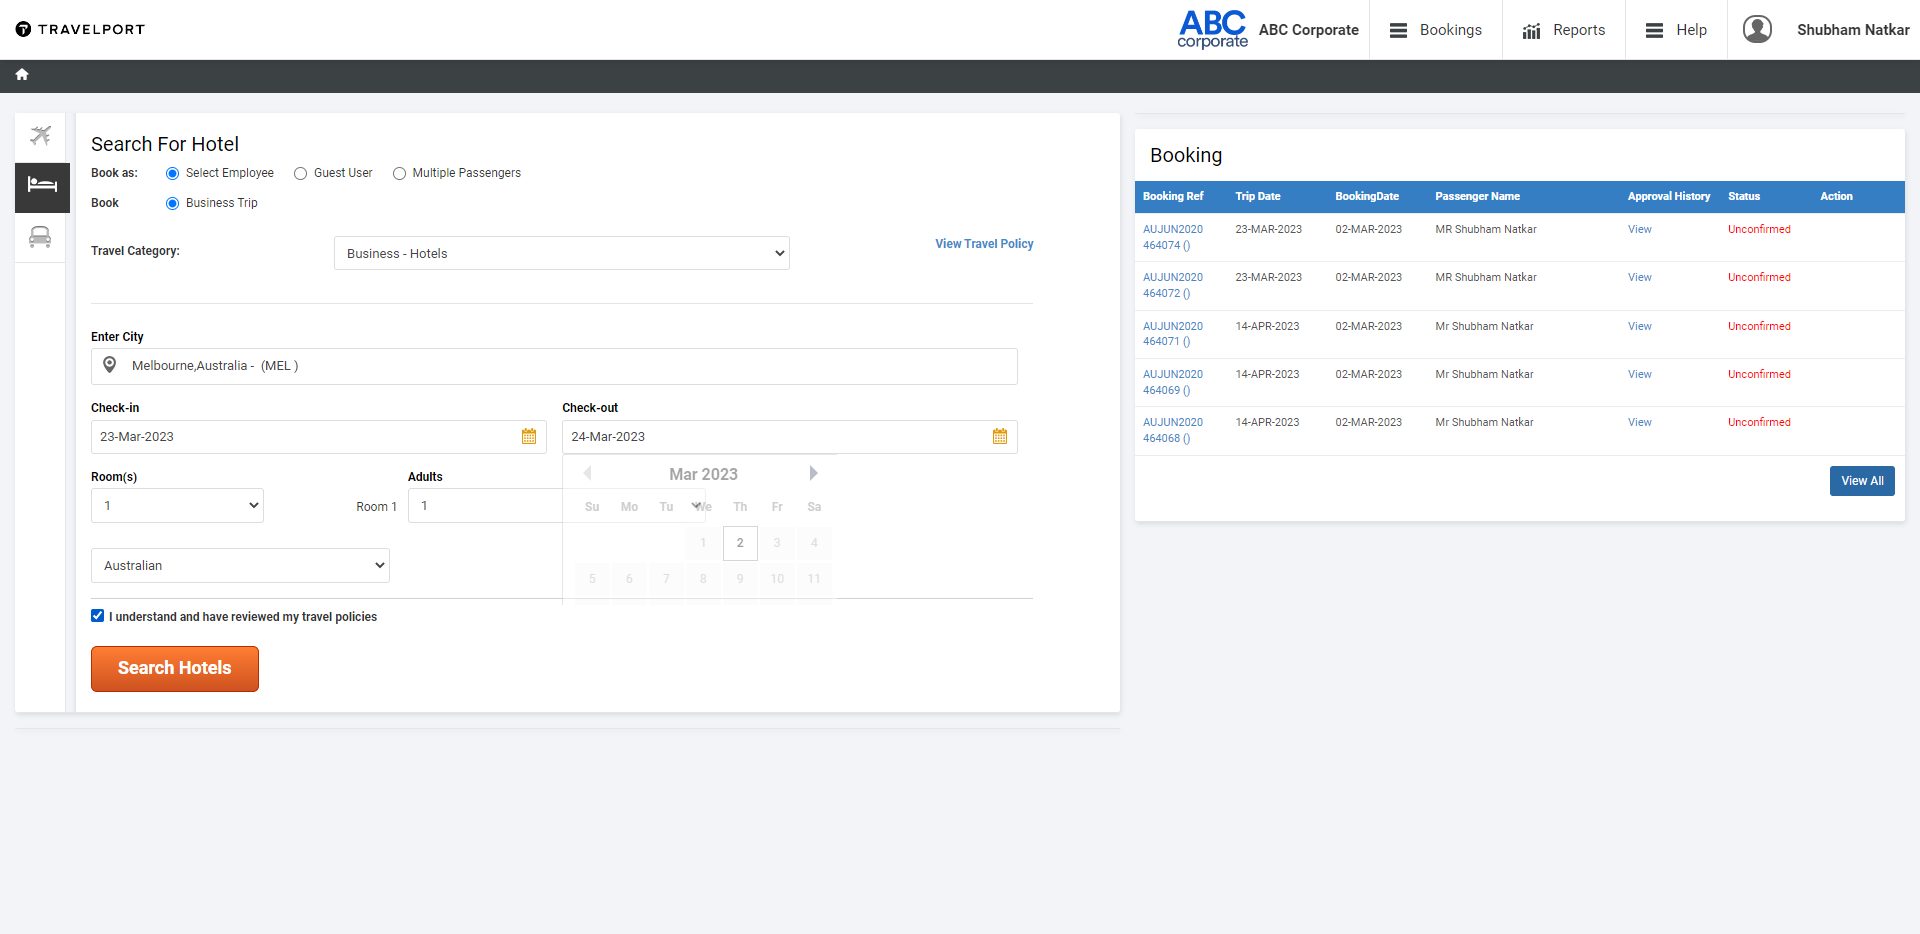 TRAVELPORT
ABC
corporate
ABC Corporate
Bookings
Reports
Help
Shubham Natkar
Search For Hotel
Book as:
Select Employee
Guest User
Multiple Passengers
Book
Business Trip
Travel Category:
Business - Hotels
View Travel Policy
Enter City
Melbourne,Australia - (MEL )
Check-in
Check-out
23-Mar-2023
24-Mar-2023
Room(s)
Adults
1
Room 1
1
Mar 2023
Su Mo Tu We Th Fr Sa
1 2 3 4
5 6 7 8 9 10 11
Australian
I understand and have reviewed my travel policies
Search Hotels
Booking
Booking Ref Trip Date BookingDate Passenger Name Approval History Status Action
AUJUN2020 23-MAR-2023 02-MAR-2023 MR Shubham Natkar View Unconfirmed
464074 ()
AUJUN2020 23-MAR-2023 02-MAR-2023 MR Shubham Natkar View Unconfirmed
464072 ()
AUJUN2020 14-APR-2023 02-MAR-2023 Mr Shubham Natkar View Unconfirmed
464071 ()
AUJUN2020 14-APR-2023 02-MAR-2023 Mr Shubham Natkar View Unconfirmed
464069 ()
AUJUN2020 14-APR-2023 02-MAR-2023 Mr Shubham Natkar View Unconfirmed
464068 ()
View All